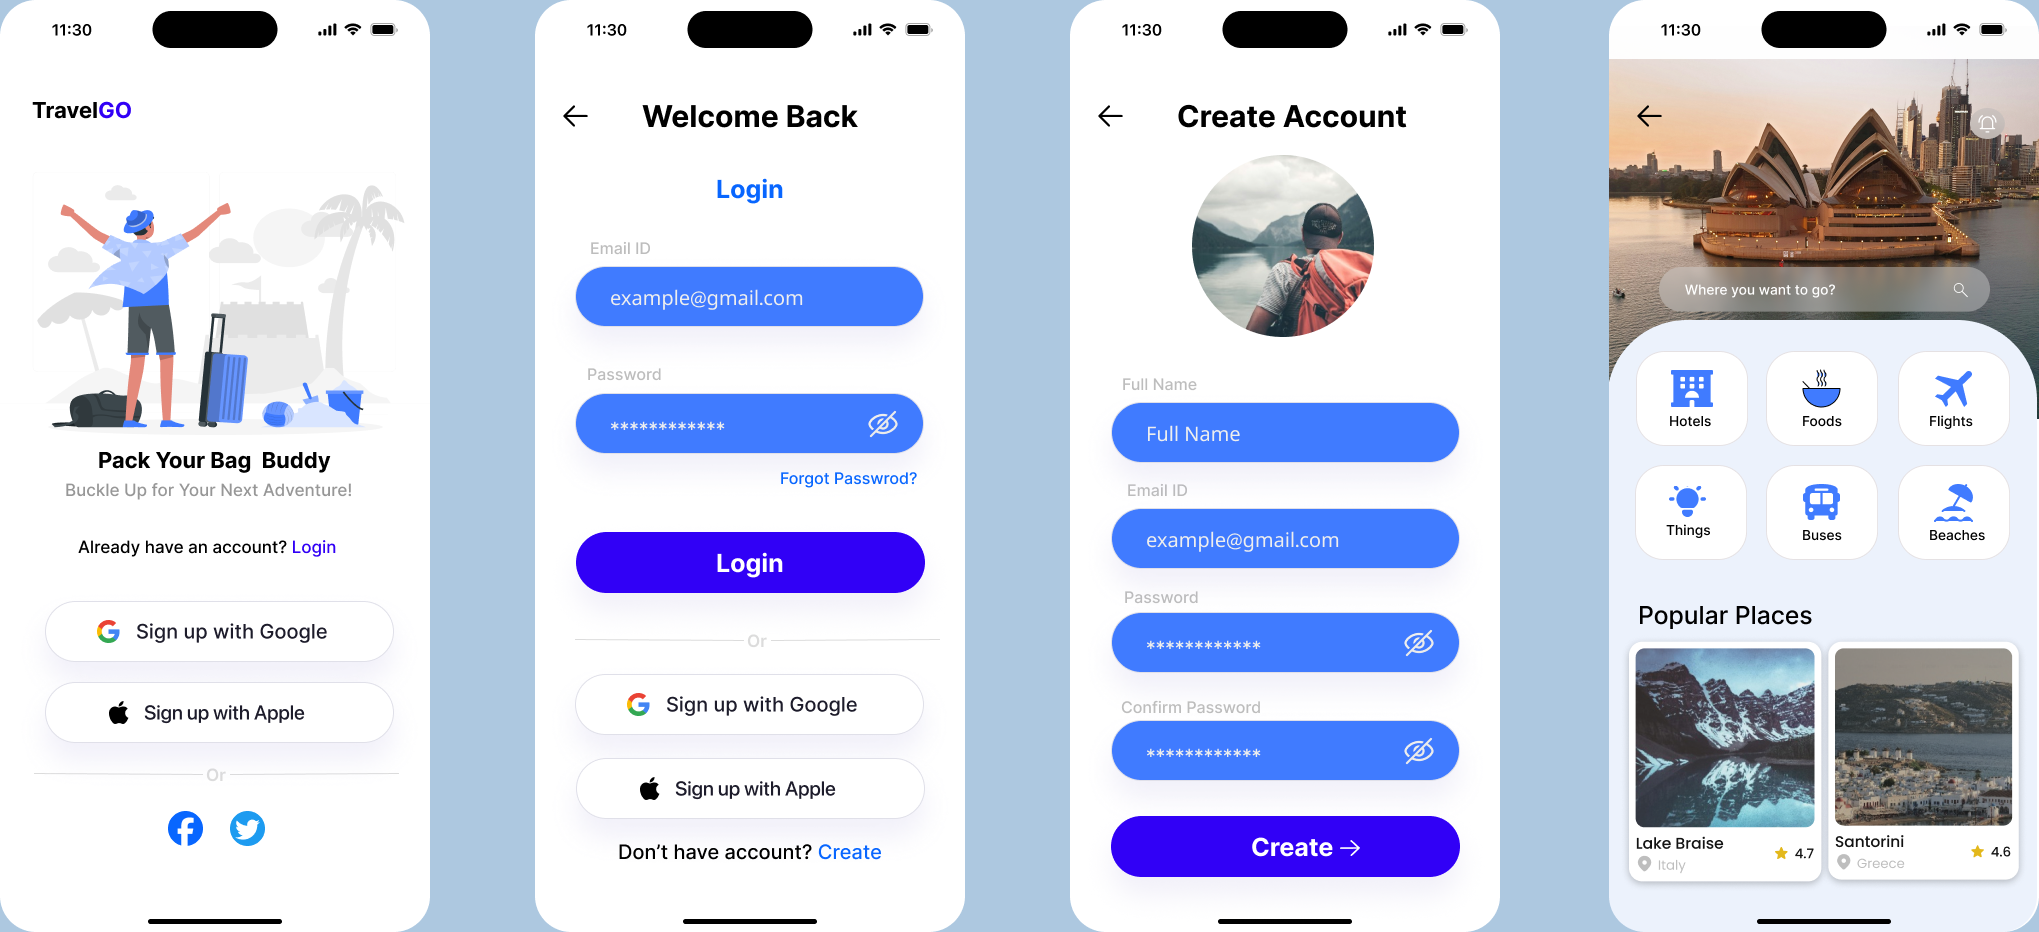 11:30
TravelGO
Pack Your Bag  Buddy
Buckle Up for Your Next Adventure!
Already have an account? Login
Sign up with Google
Sign up with Apple
Or
11:30
Welcome Back
Login
Email ID
example@gmail.com
Password
************
Forgot Passwrod?
Login
Or
Sign up with Google
Sign up with Apple
Don't have account? Create
11:30
Create Account
Full Name
Full Name
Email ID
example@gmail.com
Password
************
Confirm Password
************
Create
11:30
Where you want to go?
Hotels
Foods
Flights
Things
Buses
Beaches
Popular Places
Lake Braise
Italy
4.7
Santorini
Greece
4.6